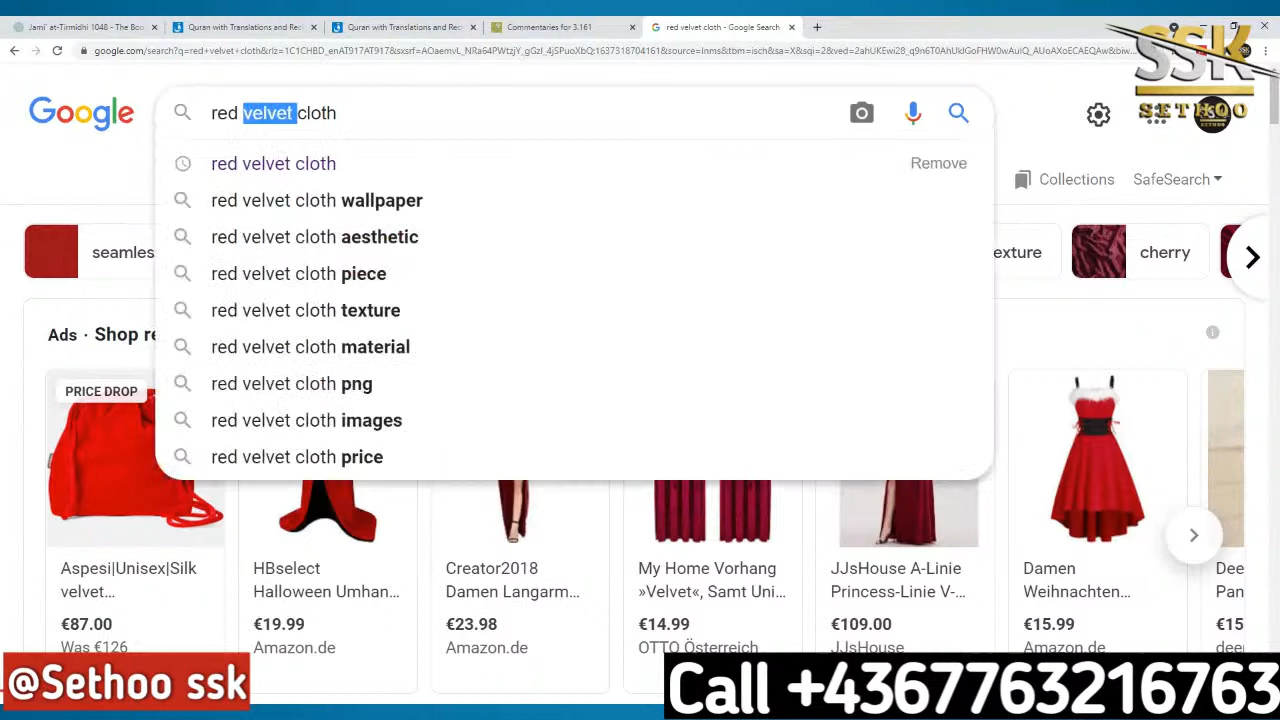 Jami' at-Tirmidhi 1048 - The Boo
Quran with Translations and Re
Quran with Translations and Rec
Commentaries for 3.161
red velvet cloth - Google Search
SSK
SETHOO
Google
red velvet cloth
red velvet cloth
Remove
red velvet cloth wallpaper
red velvet cloth aesthetic
red velvet cloth piece
red velvet cloth texture
red velvet cloth material
red velvet cloth png
red velvet cloth images
red velvet cloth price
Collections
SafeSearch
seamles
exture
cherry
Ads · Shop re
PRICE DROP
Aspesi|Unisex|Silk
velvet...
€87.00
Was €126
HBselect
Halloween Umhan...
€19.99
Amazon.de
Creator2018
Damen Langarm...
€23.98
Amazon.de
My Home Vorhang
»Velvet«, Samt Uni...
€14.99
OTTO Österreich
JJsHouse A-Linie
Princess-Linie V-...
€109.00
JJsHouse
Damen
Weihnachten...
€15.99
Amazon.de
Dee
Pan
€15
dee
@Sethoo ssk
Call +4367763216763